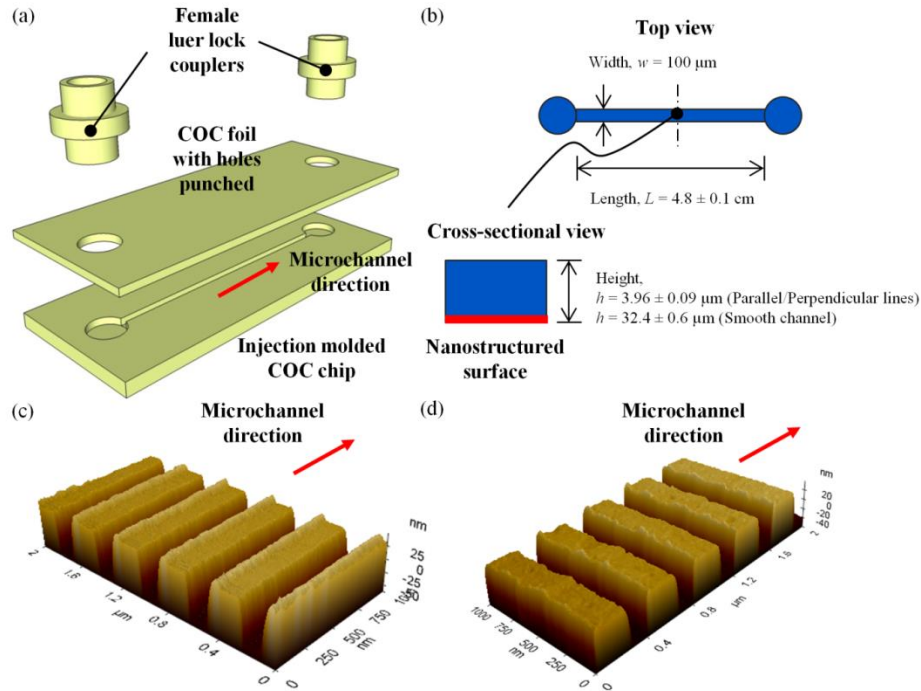 (a)
Female
luer lock
couplers
COC foil
with holes
punched
Microchannel
direction
Injection molded
COC chip
(b)
Top view
Width, w = 100 μm
Length, L = 4.8 ± 0.1 cm
Cross-sectional view
Height,
h = 3.96 ± 0.09 μm (Parallel/Perpendicular lines)
h = 32.4 ± 0.6 μm (Smooth channel)
Nanostructured
surface
(c)
Microchannel
direction
2
1.6
1.2
μm
0.8
0.4
0
0
250
nm
500
750
nm
25
0
-25
(d)
Microchannel
direction
nm
20
0
-20
-40
1000
750
nm
500
250
0
0
0.4
0.8
μm
1.2
1.6
2